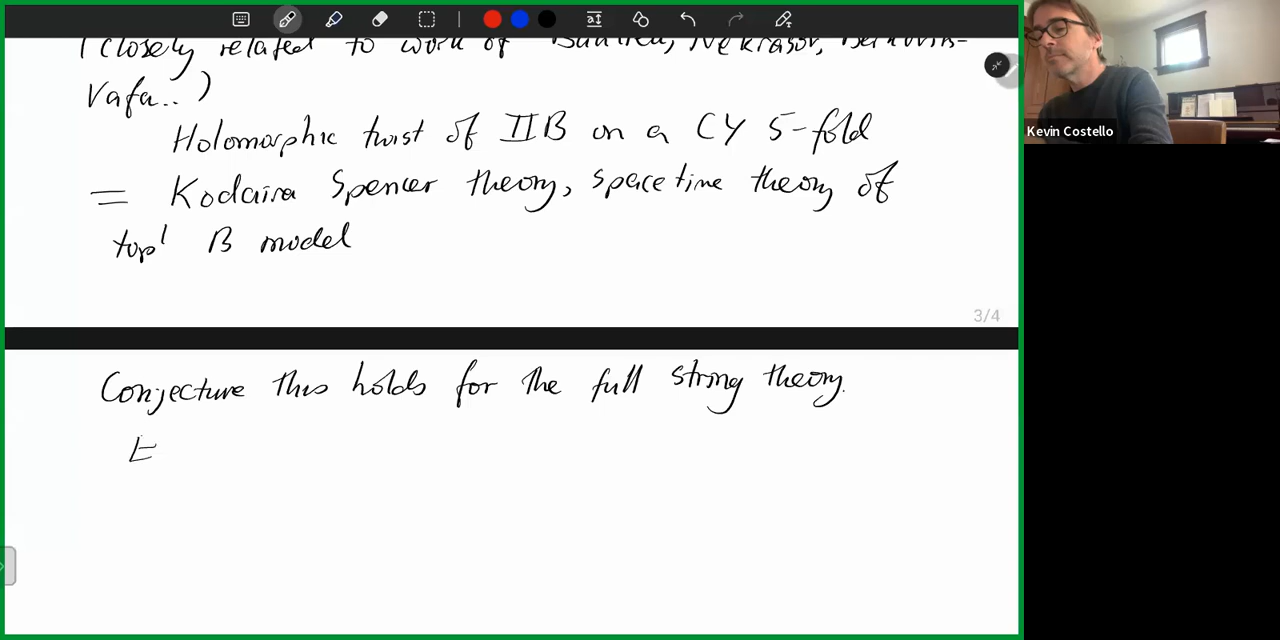 (closely related to work of Baulieu, Nekrasov,
Vafa.. )
Holomorphic twist of IIB on a CY 5-fold
= Kodaira Spencer theory, spacetime theory of
top'l B model
3/4
Conjecture this holds for the full string theory.
E
Kevin Costello